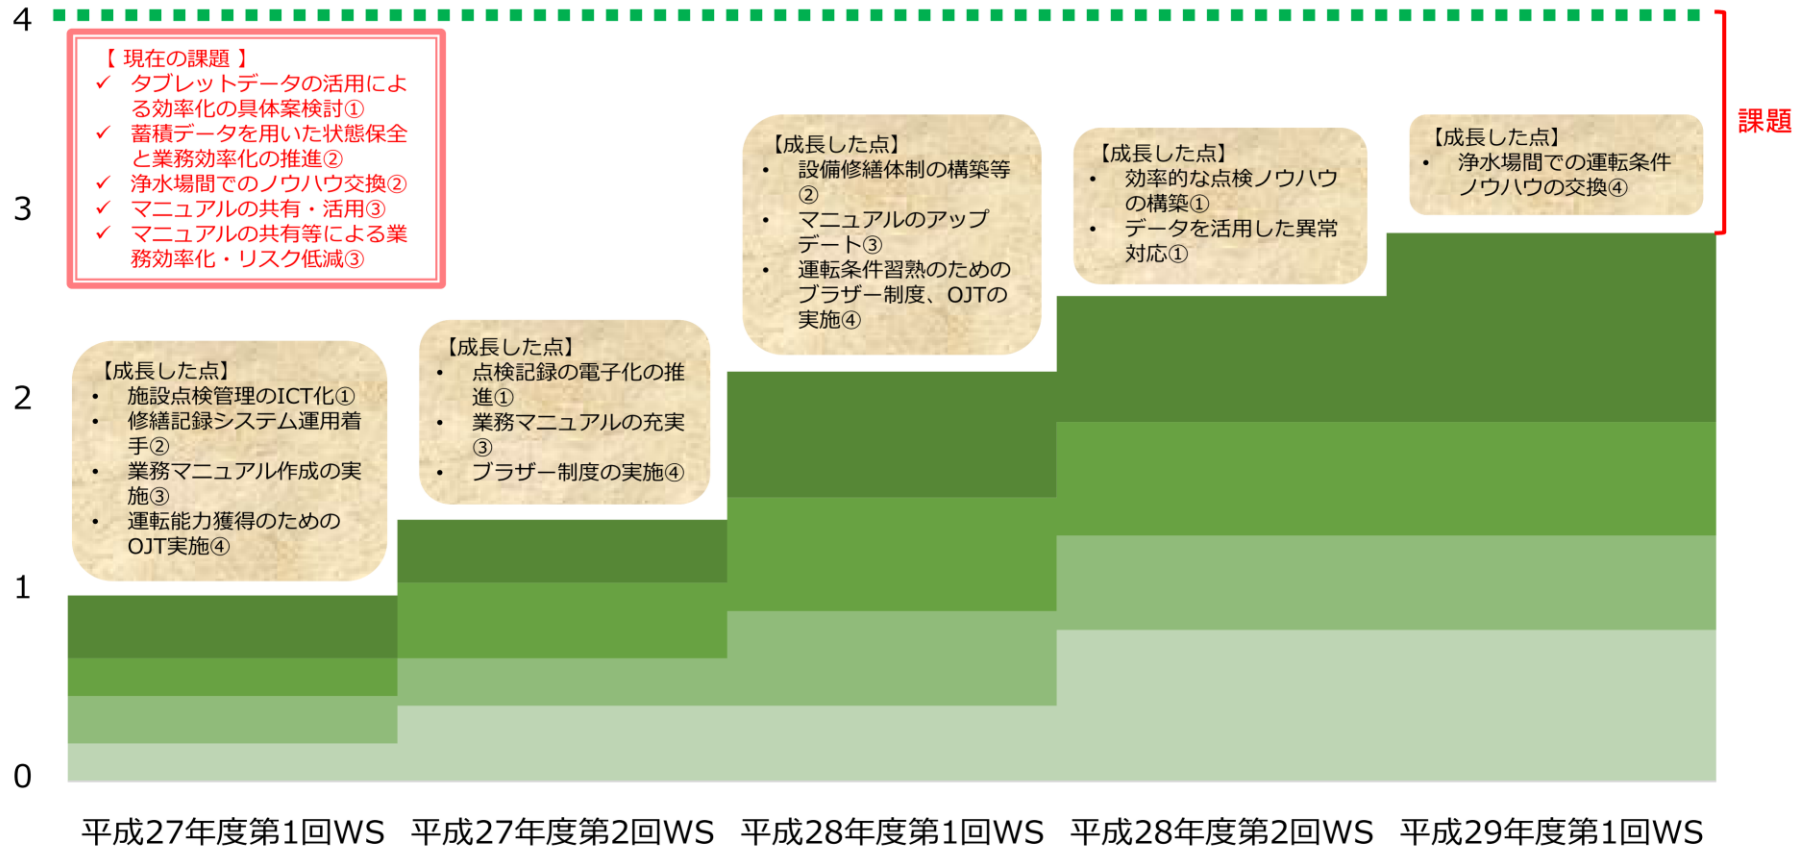 4
3
2
1
0
【 現在の課題 】
✓ タブレットデータの活用によ
る効率化の具体案検討①
✓ 蓄積データを用いた状態保全
と業務効率化の推進②
✓ 浄水場間でのノウハウ交換②
✓ マニュアルの共有・活用③
✓ マニュアルの共有等による業
務効率化・リスク低減③
【成長した点】
• 施設点検管理のICT化①
• 修繕記録システム運用着
手②
• 業務マニュアル作成の実
施③
• 運転能力獲得のための
OJT実施④
【成長した点】
• 点検記録の電子化の推
進①
• 業務マニュアルの充実
③
• ブラザー制度の実施④
【成長した点】
• 設備修繕体制の構築等
②
• マニュアルのアップ
デート③
• 運転条件習熟のための
ブラザー制度、OJTの
実施④
【成長した点】
• 効率的な点検ノウハウ
の構築①
• データを活用した異常
対応①
【成長した点】
• 浄水場間での運転条件
ノウハウの交換④
課題
平成27年度第1回WS
平成27年度第2回WS
平成28年度第1回WS
平成28年度第2回WS
平成29年度第1回WS